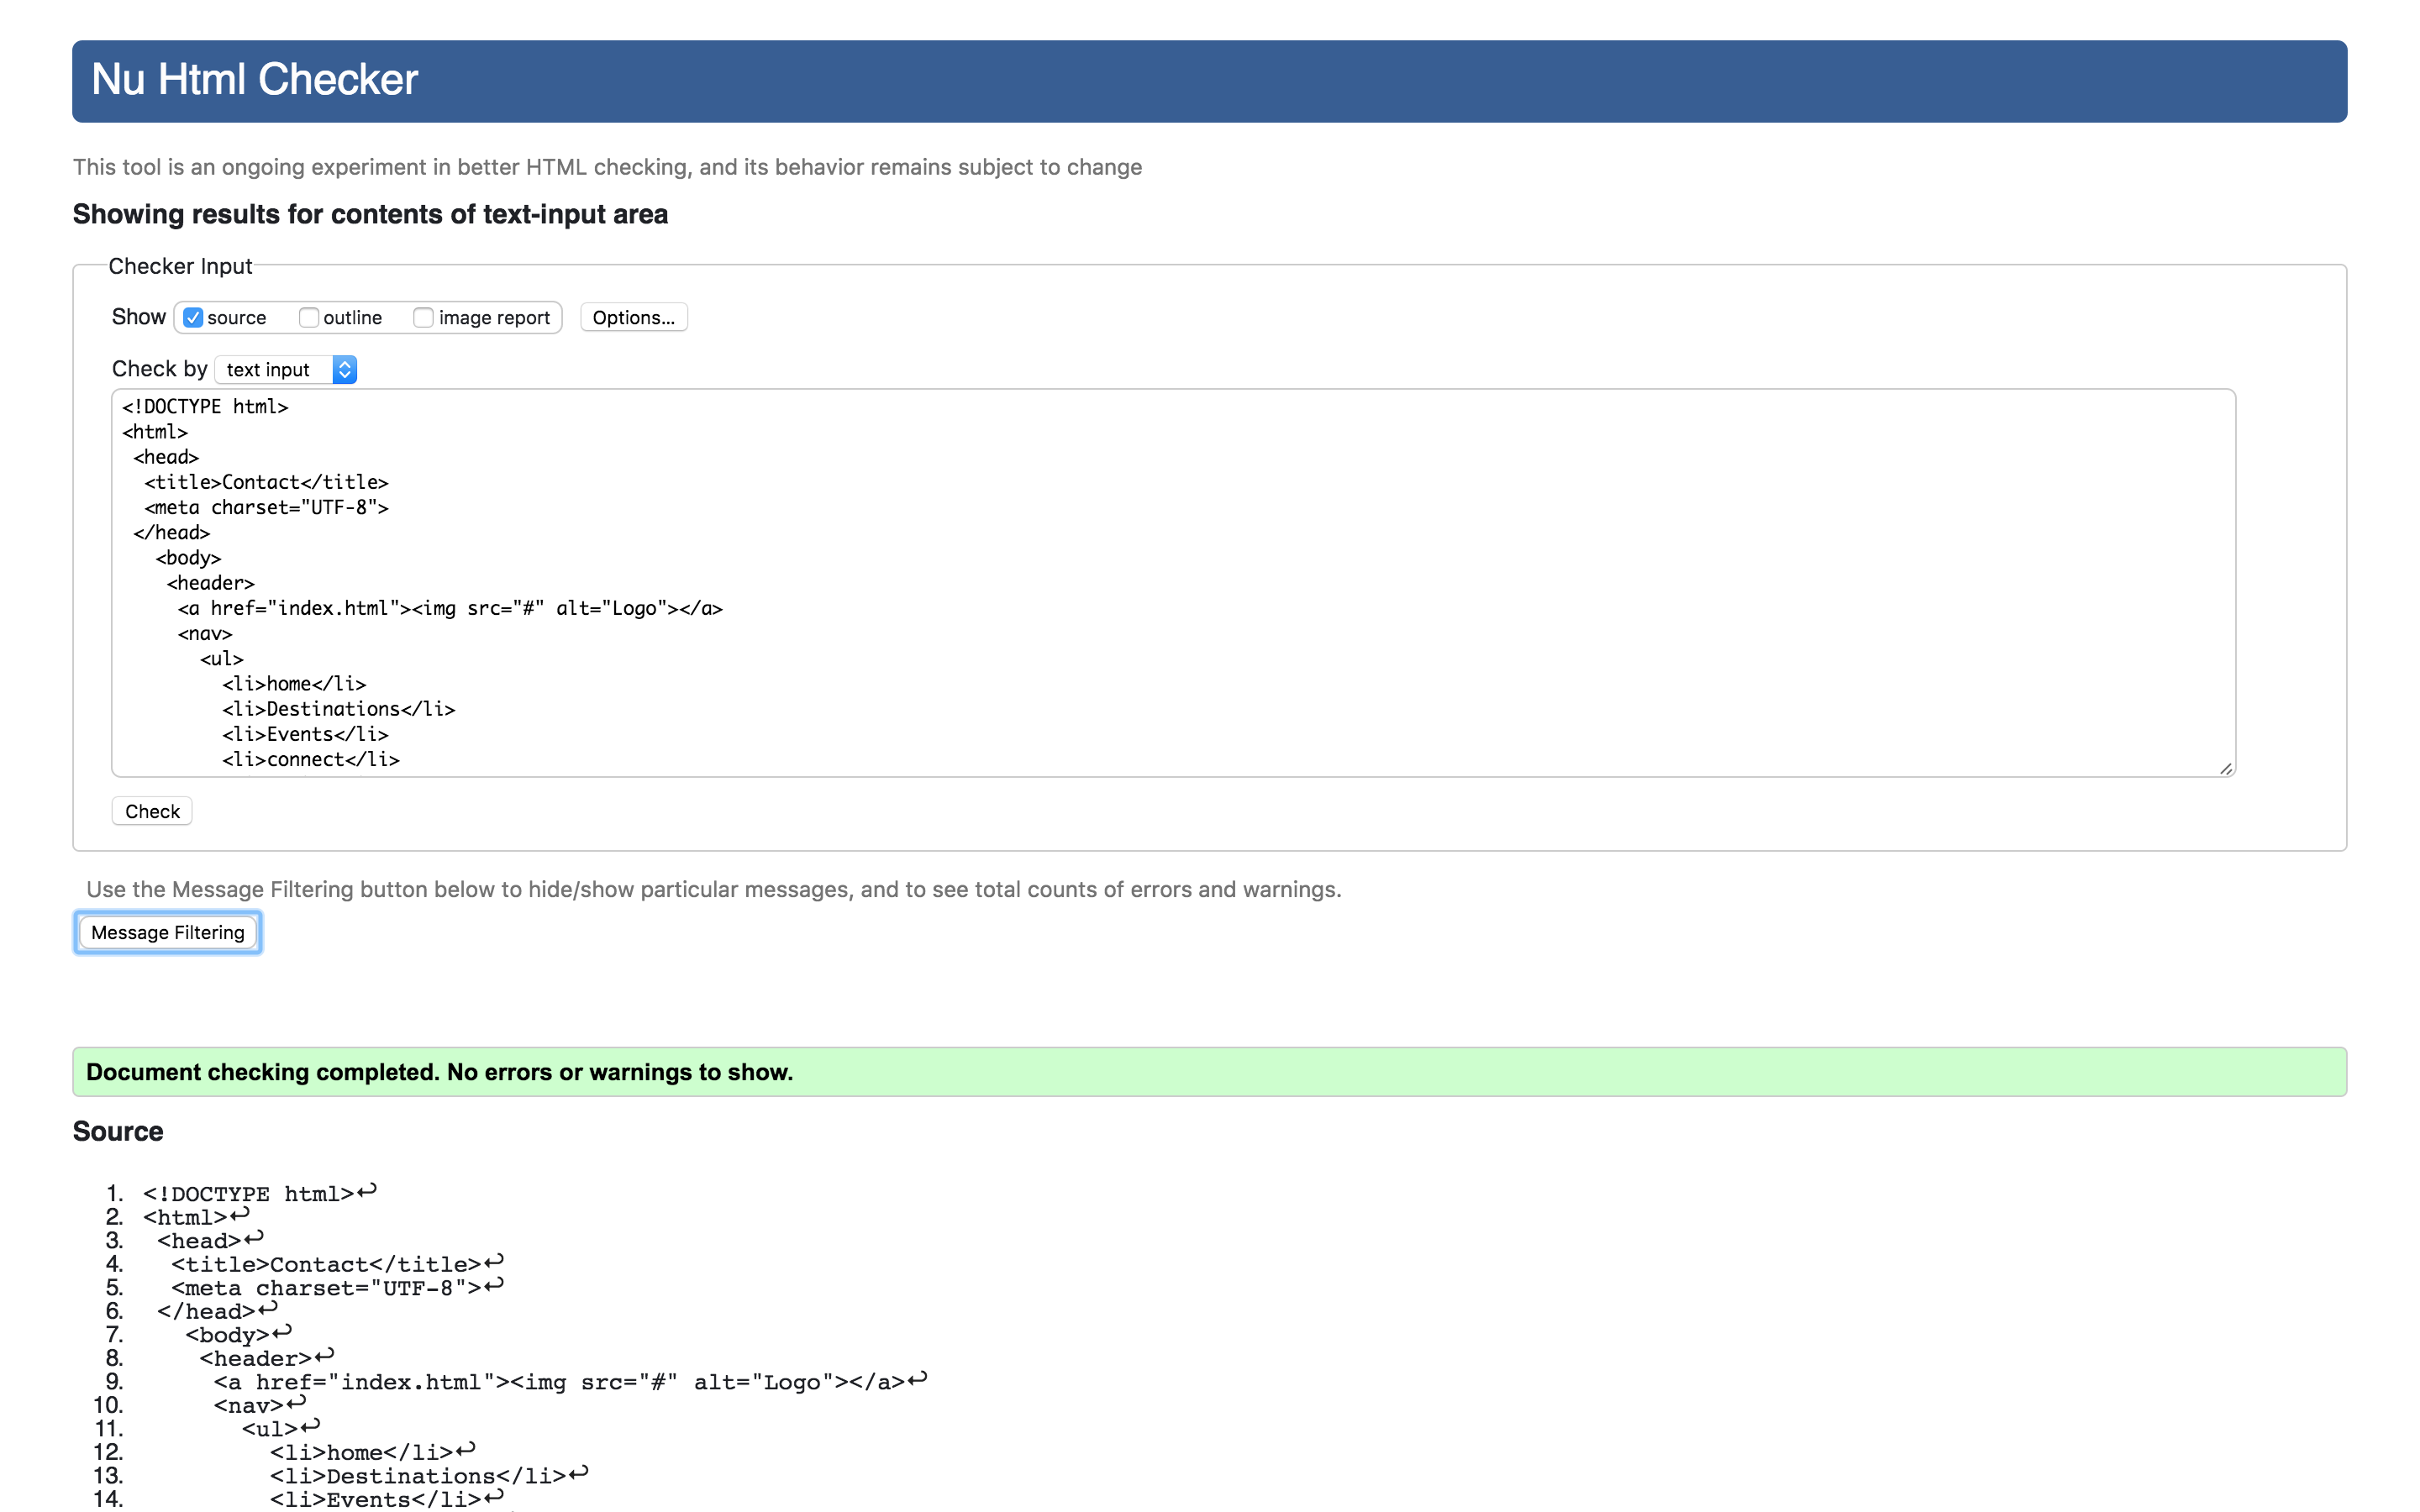 Nu Html Checker
This tool is an ongoing experiment in better HTML checking, and its behavior remains subject to change
Showing results for contents of text-input area
Checker Input
Show source outline image report Options...
Check by text input
<!DOCTYPE html>
<html>
 <head>
  <title>Contact</title>
  <meta charset="UTF-8">
 </head>
   <body>
    <header>
     <a href="index.html"><img src="#" alt="Logo"></a>
     <nav>
       <ul>
         <li>home</li>
         <li>Destinations</li>
         <li>Events</li>
         <li>connect</li>
Check
Use the Message Filtering button below to hide/show particular messages, and to see total counts of errors and warnings.
Message Filtering
Document checking completed. No errors or warnings to show.
Source
1. <!DOCTYPE html>↩
2. <html>↩
3.  <head>↩
4.   <title>Contact</title>↩
5.   <meta charset="UTF-8">↩
6.  </head>↩
7.    <body>↩
8.     <header>↩
9.      <a href="index.html"><img src="#" alt="Logo"></a>↩
10.      <nav>↩
11.        <ul>↩
12.          <li>home</li>↩
13.          <li>Destinations</li>↩
14.          <li>Events</li>↩